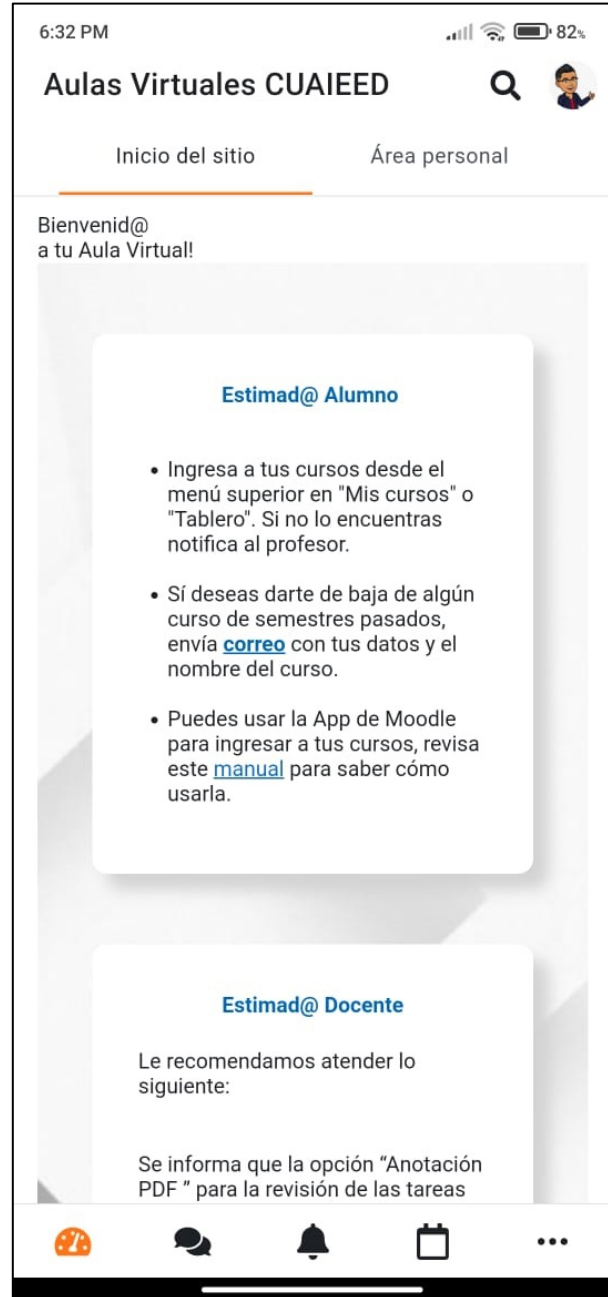 6:32 PM
82%
Aulas Virtuales CUAIEED
Inicio del sitio
Área personal
Bienvenid@
a tu Aula Virtual!
Estimad@ Alumno
• Ingresa a tus cursos desde el
menú superior en "Mis cursos" o
"Tablero". Si no lo encuentras
notifica al profesor.
• Sí deseas darte de baja de algún
curso de semestres pasados,
envía correo con tus datos y el
nombre del curso.
• Puedes usar la App de Moodle
para ingresar a tus cursos, revisa
este manual para saber cómo
usarla.
Estimad@ Docente
Le recomendamos atender lo
siguiente:
Se informa que la opción “Anotación
PDF ” para la revisión de las tareas